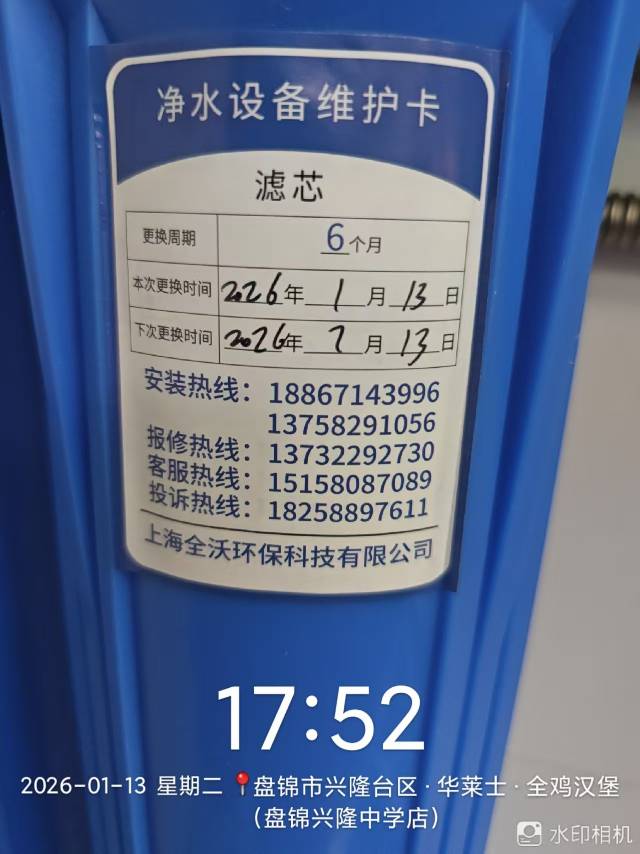 净水设备维护卡
滤芯
更换周期 6个月
本次更换时间 2026年 1 月 13 日
下次更换时间 2026年 7 月 13 日
安装热线：18867143996
13758291056
报修热线：13732292730
客服热线：15158087089
投诉热线：18258897611
上海全沃环保科技有限公司
17:52
2026-01-13 星期二 盘锦市兴隆台区·华莱士·全鸡汉堡
（盘锦兴隆中学店）
水印相机